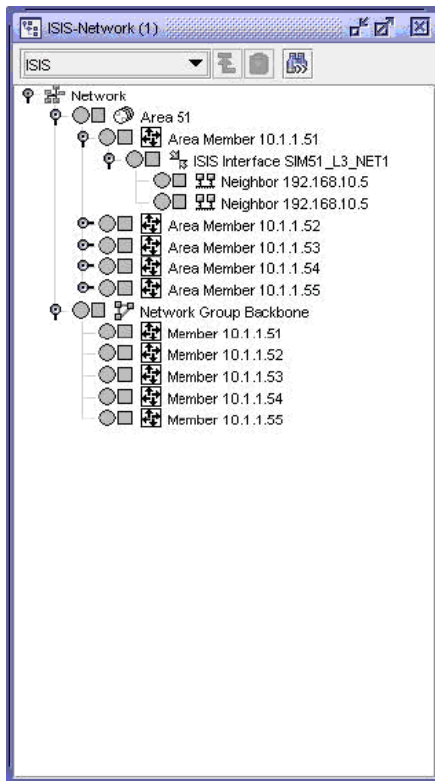 ISIS-Network (1)
ISIS
Network
Area 51
Area Member 10.1.1.51
ISIS Interface SIM51_L3_NET1
Neighbor 192.168.10.5
Neighbor 192.168.10.5
Area Member 10.1.1.52
Area Member 10.1.1.53
Area Member 10.1.1.54
Area Member 10.1.1.55
Network Group Backbone
Member 10.1.1.51
Member 10.1.1.52
Member 10.1.1.53
Member 10.1.1.54
Member 10.1.1.55